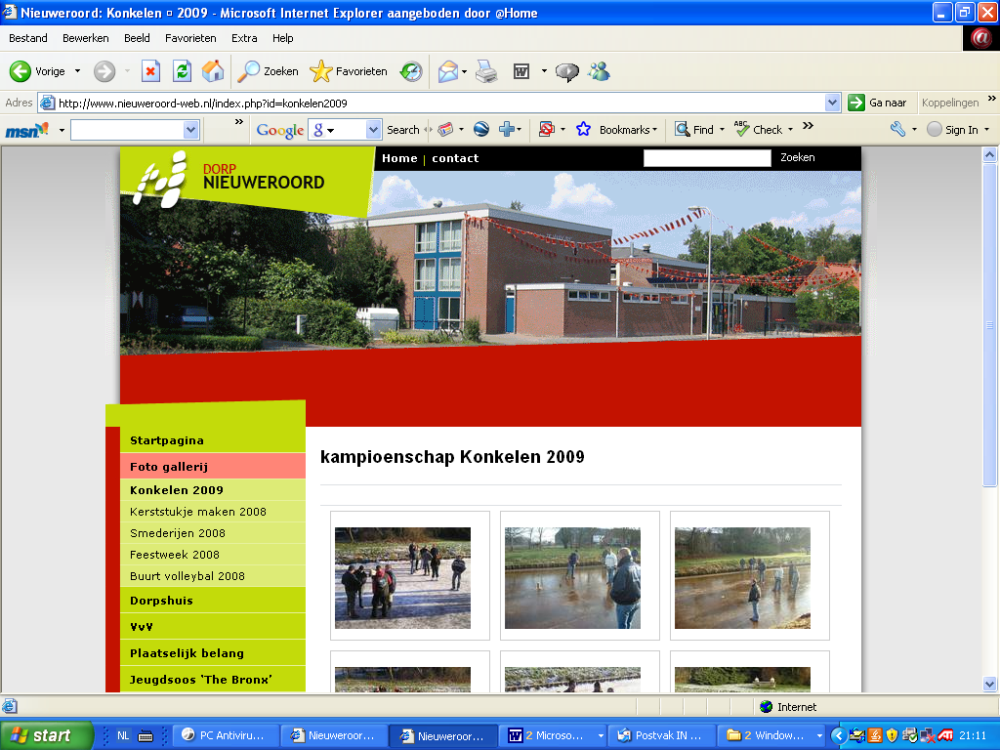 Nieuweroord: Konkelen □ 2009 - Microsoft Internet Explorer aangeboden door @Home
Bestand Bewerken Beeld Favorieten Extra Help
Vorige Zoeken Favorieten
Adres http://www.nieuweroord-web.nl/index.php?id=konkelen2009 Ga naar Koppelingen »
msn » Google g Search Bookmarks Find ABC Check » Sign In
DORP
NIEUWEROORD
Home | contact Zoeken
Startpagina
Foto gallerij
Konkelen 2009
Kerststukje maken 2008
Smederijen 2008
Feestweek 2008
Buurt volleybal 2008
Dorpshuis
VvV
Plaatselijk belang
Jeugdsoos 'The Bronx'
kampioenschap Konkelen 2009
Internet
start NL PC Antiviru... Nieuweroor... Nieuweroor... 2 Microso... Postvak IN ... 2 Window... 21:11